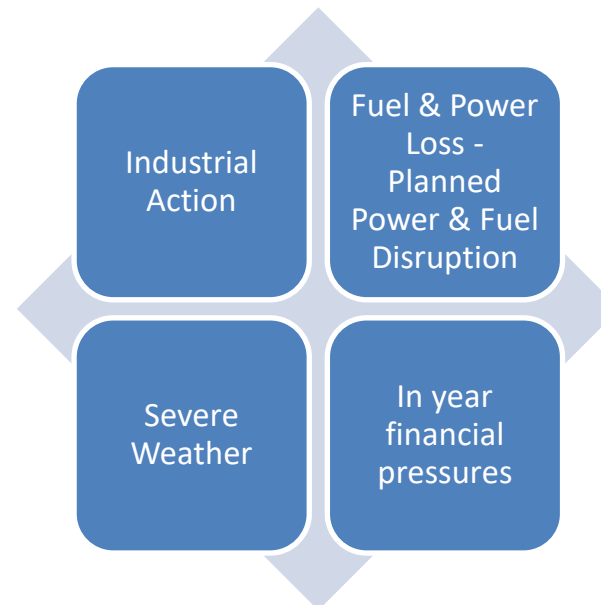 Industrial
Action
Fuel & Power
Loss -
Planned
Power & Fuel
Disruption
Severe
Weather
In year
financial
pressures